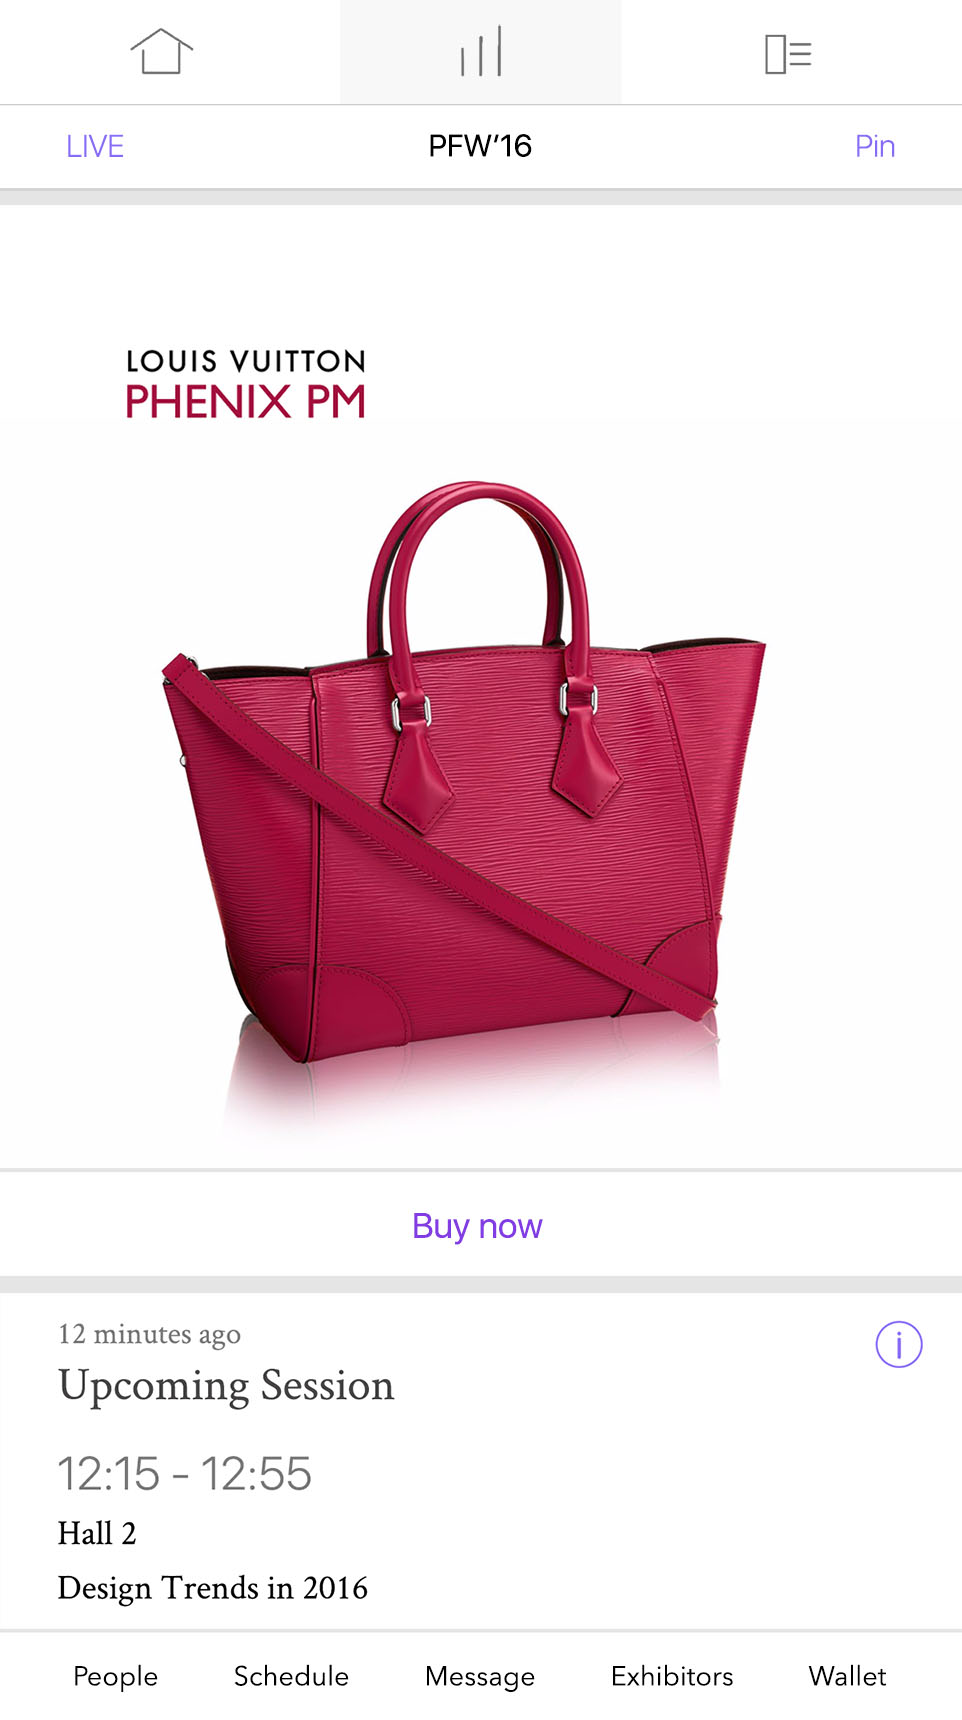 LIVE
PFW'16
Pin
LOUIS VUITTON
PHENIX PM
Buy now
12 minutes ago
Upcoming Session
12:15 - 12:55
Hall 2
Design Trends in 2016
People
Schedule
Message
Exhibitors
Wallet